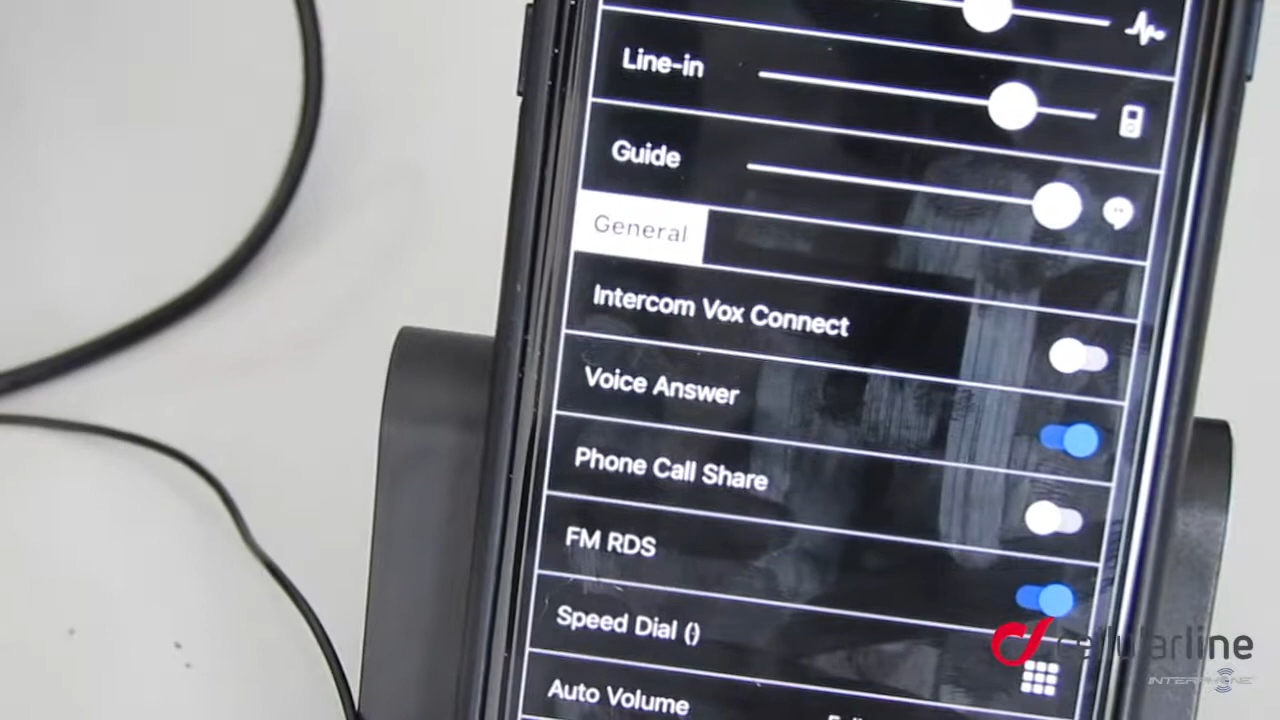 Line-in
Guide
General
Intercom Vox Connect
Voice Answer
Phone Call Share
FM RDS
Speed Dial ()
Auto Volume
cellularline
INTERPHONE